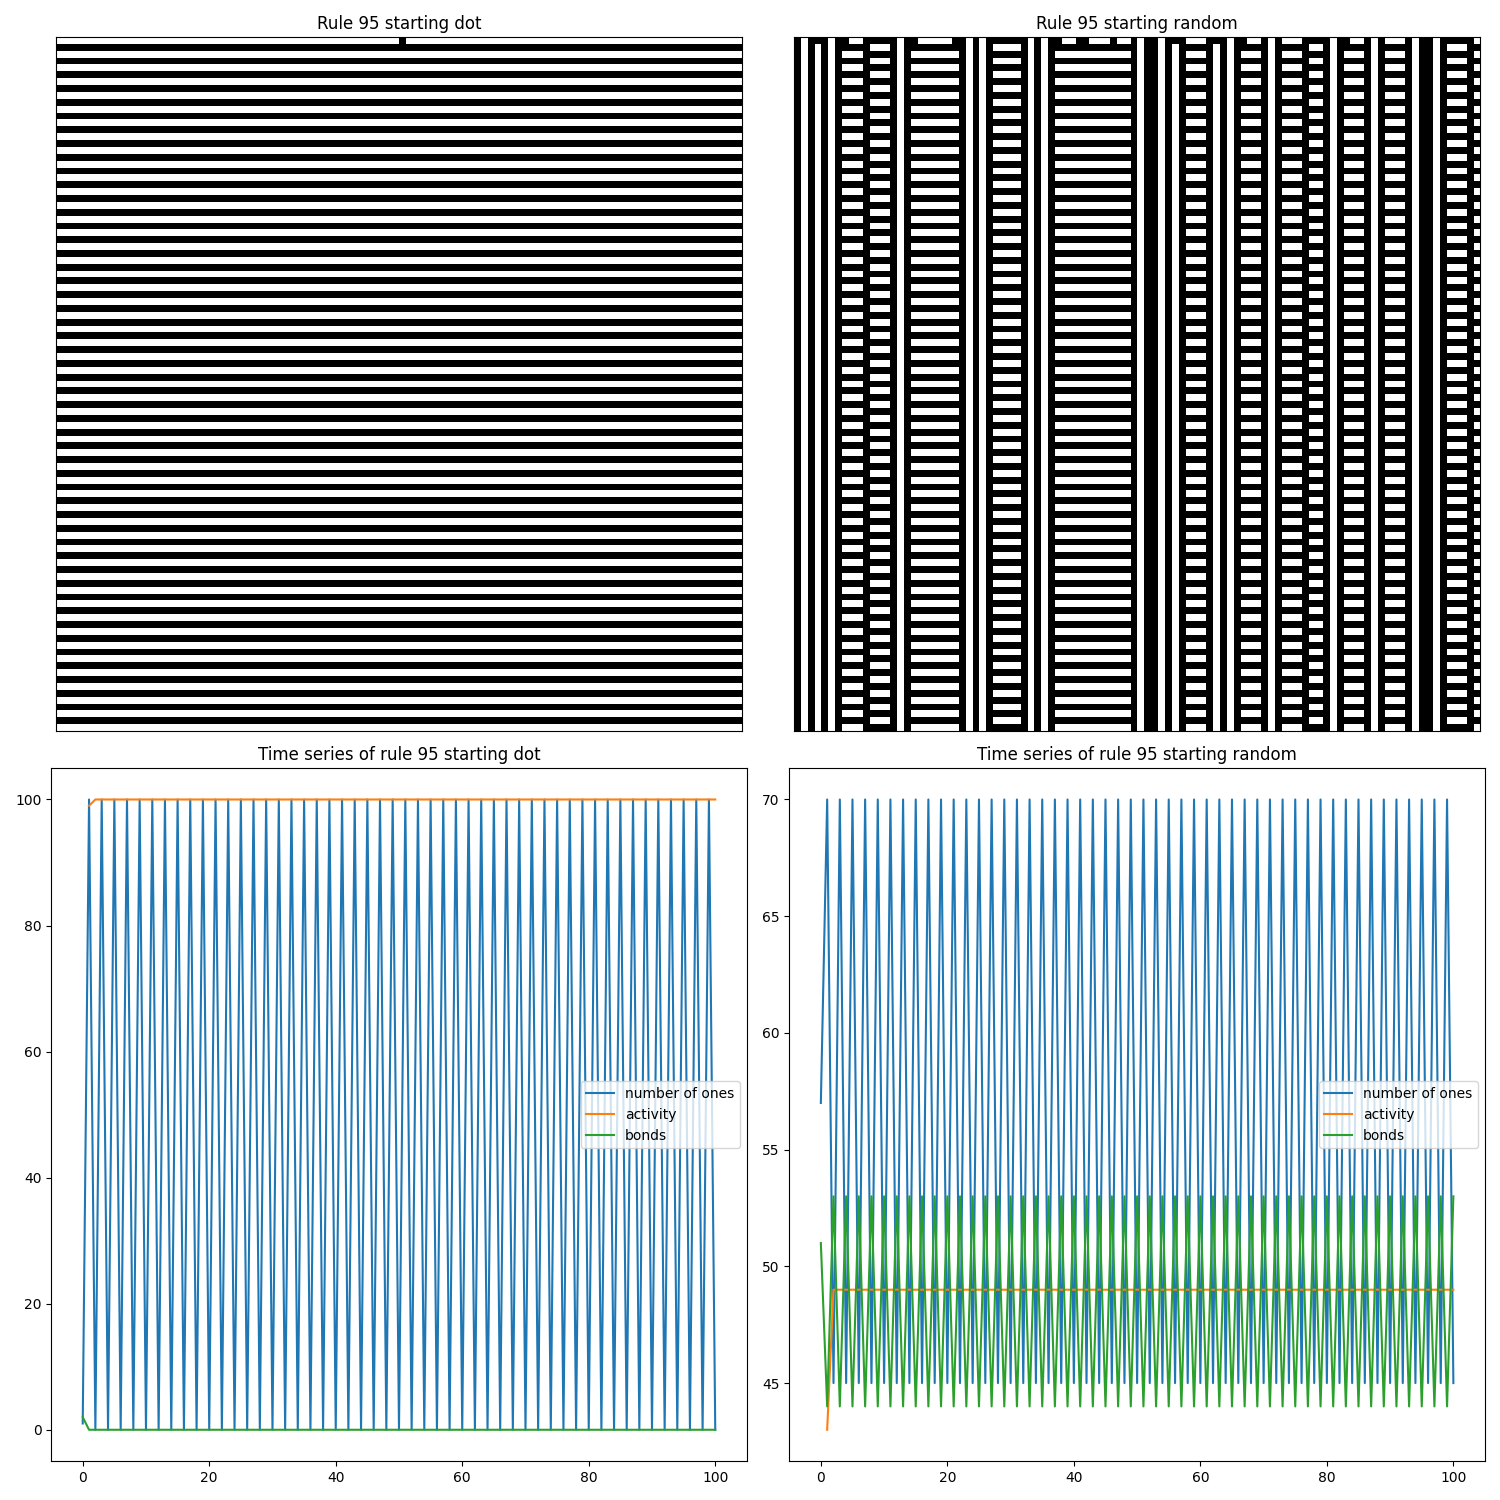 Rule 95 starting dot
Rule 95 starting random
Time series of rule 95 starting dot
100
80
60
40
20
0
0 20 40 60 80 100
number of ones
activity
bonds
Time series of rule 95 starting random
70
65
60
55
50
45
0 20 40 60 80 100
number of ones
activity
bonds